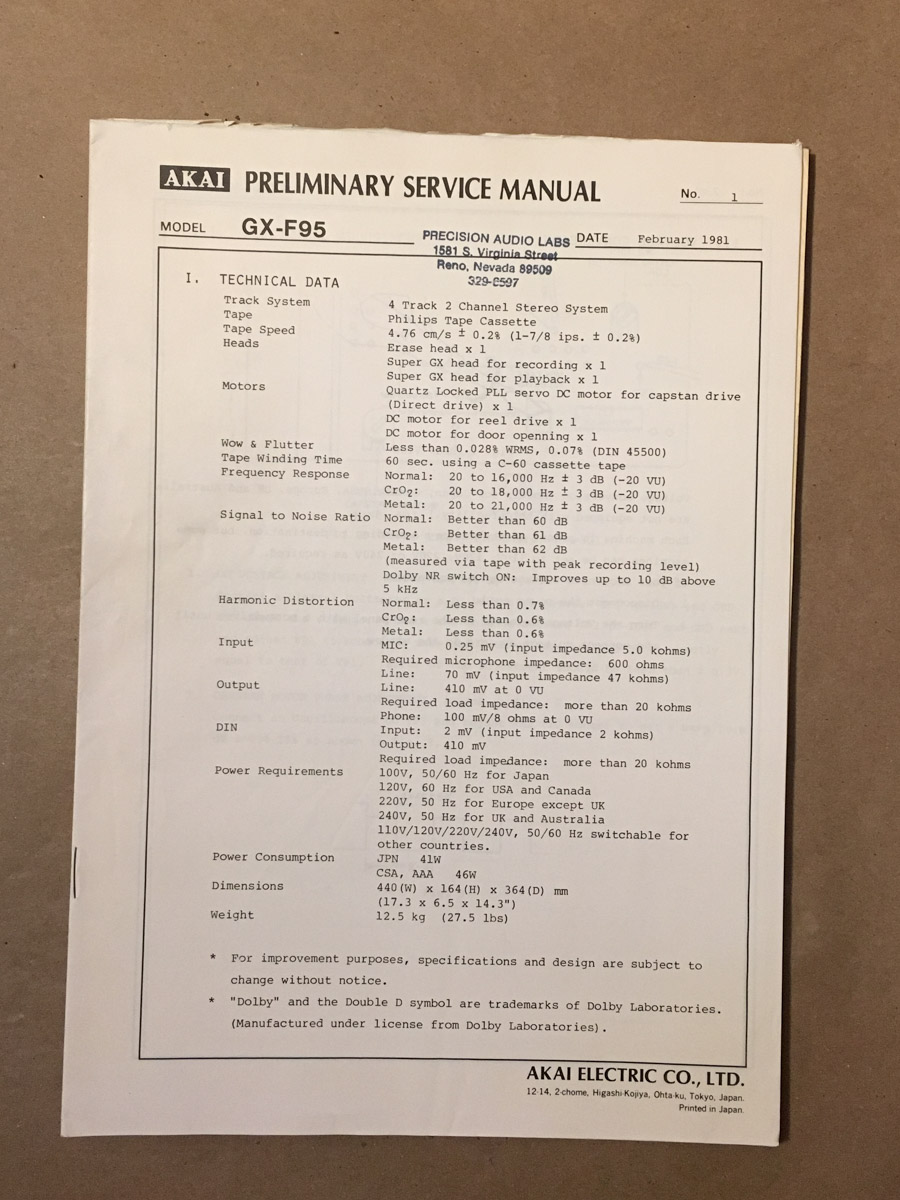 AKAI PRELIMINARY SERVICE MANUAL No. 1
MODEL GX-F95 DATE February 1981
PRECISION AUDIO LABS
1581 S. Virginia Street
Reno, Nevada 89509
I. TECHNICAL DATA
Track System 4 Track 2 Channel Stereo System
Tape Philips Tape Cassette
Tape Speed 4.76 cm/s ± 0.2% (1-7/8 ips. ± 0.2%)
Heads Erase head x 1
Super GX head for recording x 1
Super GX head for playback x 1
Motors Quartz Locked PLL servo DC motor for capstan drive
(Direct drive) x 1
DC motor for reel drive x 1
DC motor for door openning x 1
Wow & Flutter Less than 0.028% WRMS, 0.07% (DIN 45500)
Tape Winding Time 60 sec. using a C-60 cassette tape
Frequency Response Normal: 20 to 16,000 Hz ± 3 dB (-20 VU)
CrO₂: 20 to 18,000 Hz ± 3 dB (-20 VU)
Metal: 20 to 21,000 Hz ± 3 dB (-20 VU)
Signal to Noise Ratio Normal: Better than 60 dB
CrO₂: Better than 61 dB
Metal: Better than 62 dB
(measured via tape with peak recording level)
Dolby NR switch ON: Improves up to 10 dB above
5 kHz
Harmonic Distortion Normal: Less than 0.7%
CrO₂: Less than 0.6%
Metal: Less than 0.6%
Input MIC: 0.25 mV (input impedance 5.0 kohms)
Required microphone impedance: 600 ohms
Line: 70 mV (input impedance 47 kohms)
Output Line: 410 mV at 0 VU
Required load impedance: more than 20 kohms
Phone: 100 mV/8 ohms at 0 VU
DIN Input: 2 mV (input impedance 2 kohms)
Output: 410 mV
Required load impedance: more than 20 kohms
Power Requirements 100V, 50/60 Hz for Japan
120V, 60 Hz for USA and Canada
220V, 50 Hz for Europe except UK
240V, 50 Hz for UK and Australia
110V/120V/220V/240V, 50/60 Hz switchable for
other countries.
Power Consumption JPN 41W
CSA, AAA 46W
Dimensions 440(W) x 164(H) x 364(D) mm
(17.3 x 6.5 x 14.3")
Weight 12.5 kg (27.5 lbs)
* For improvement purposes, specifications and design are subject to
change without notice.
* "Dolby" and the Double D symbol are trademarks of Dolby Laboratories.
(Manufactured under license from Dolby Laboratories).
AKAI ELECTRIC CO., LTD.
12-14, 2-chome, Higashi-Kojiya, Ohta-ku, Tokyo, Japan.
Printed in Japan.